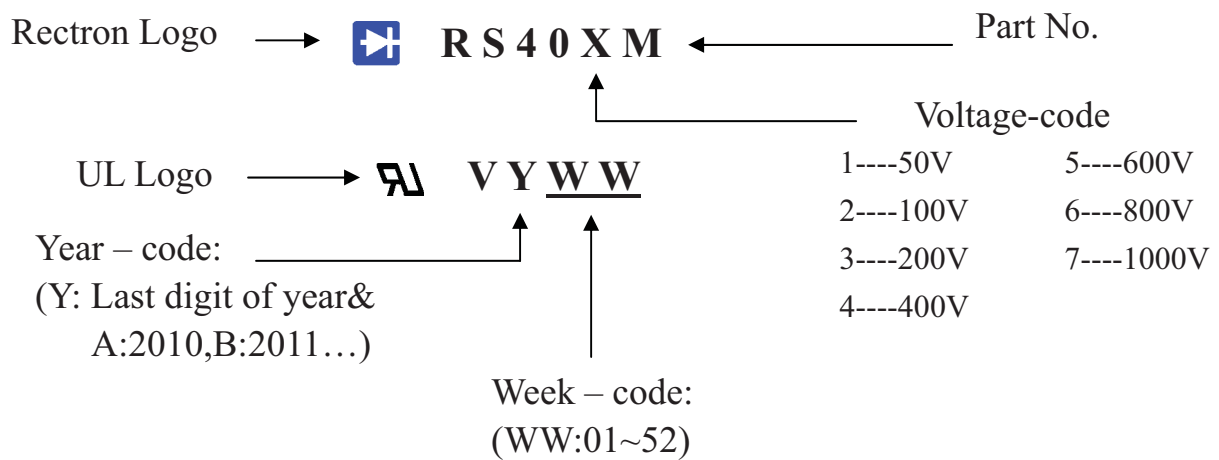 Rectron Logo
R S 4 0 X M
Part No.
Voltage-code
1----50V 5----600V
2----100V 6----800V
3----200V 7----1000V
4----400V
UL Logo
V Y W W
Year – code:
(Y: Last digit of year&
A:2010,B:2011…)
Week – code:
(WW:01~52)